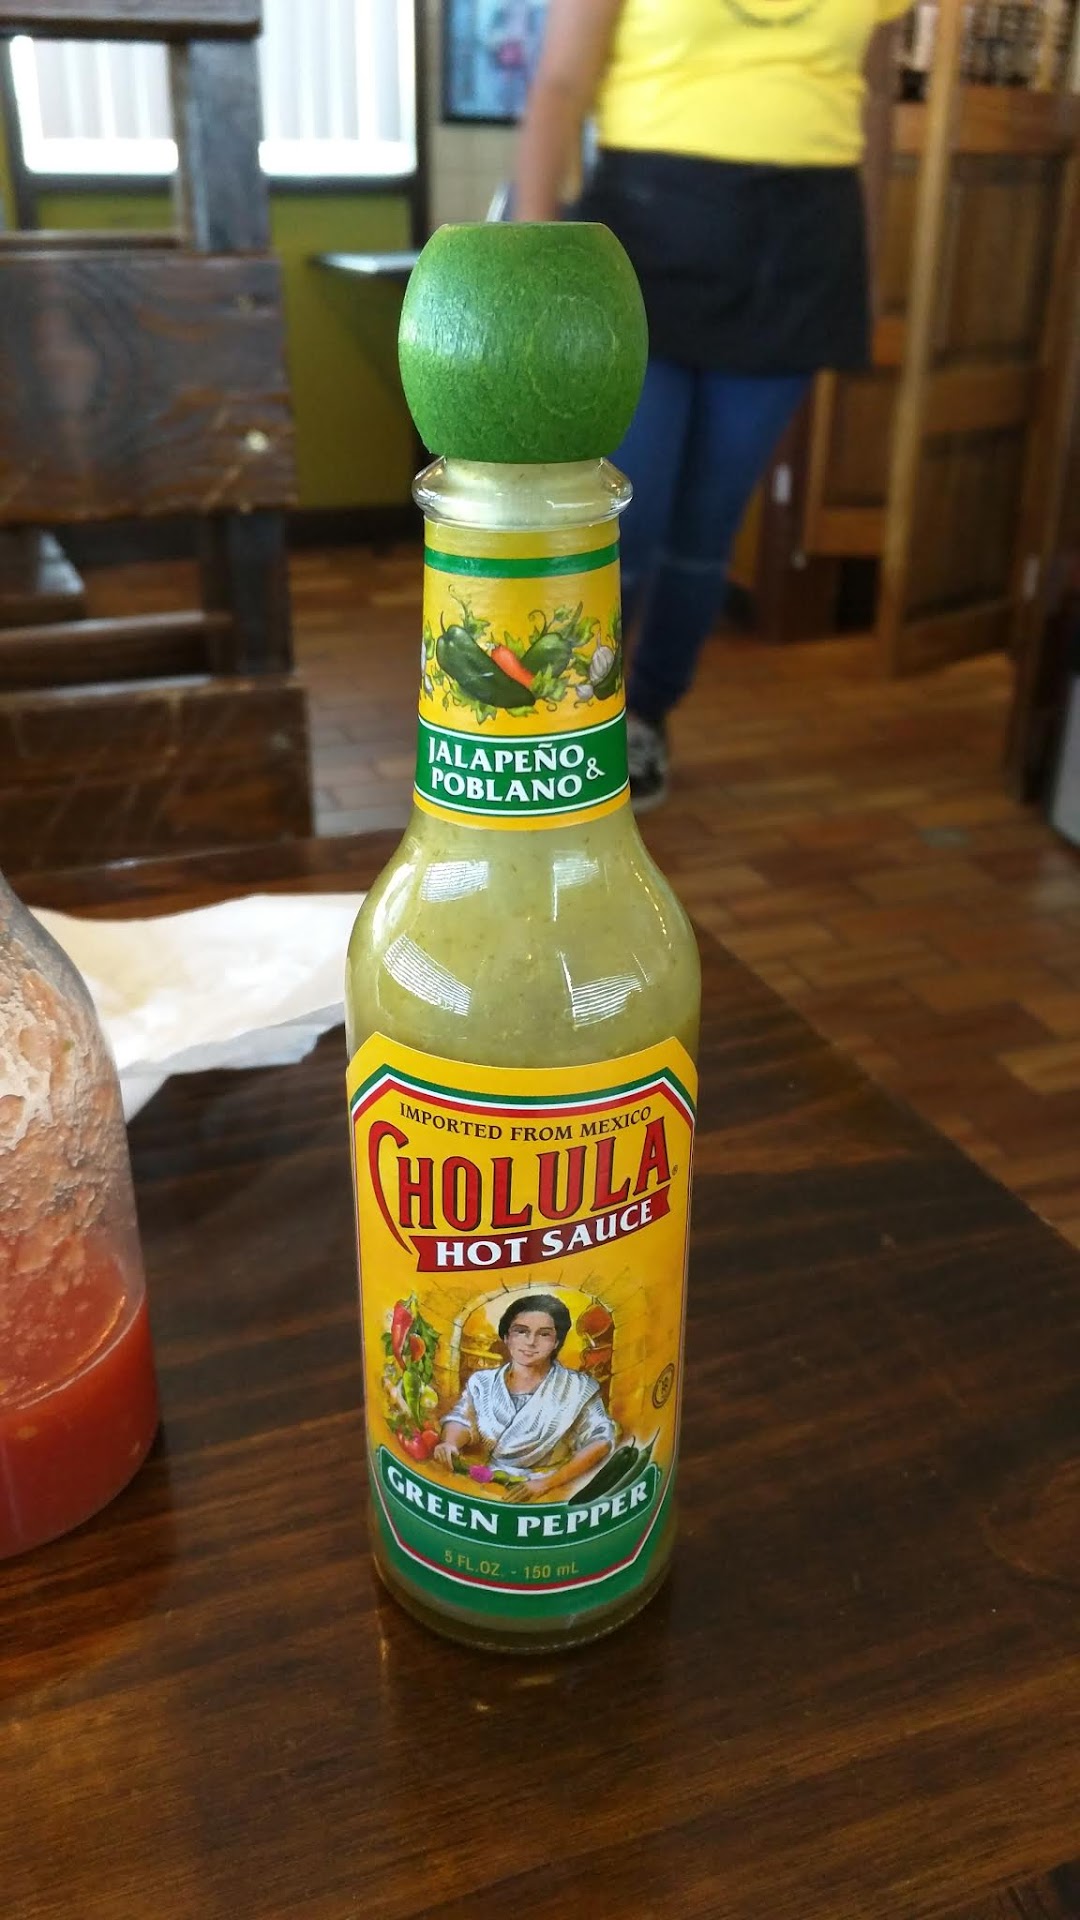 JALAPEÑO &
POBLANO
IMPORTED FROM MEXICO
CHOLULA®
HOT SAUCE
GREEN PEPPER
5 FL.OZ. - 150 mL